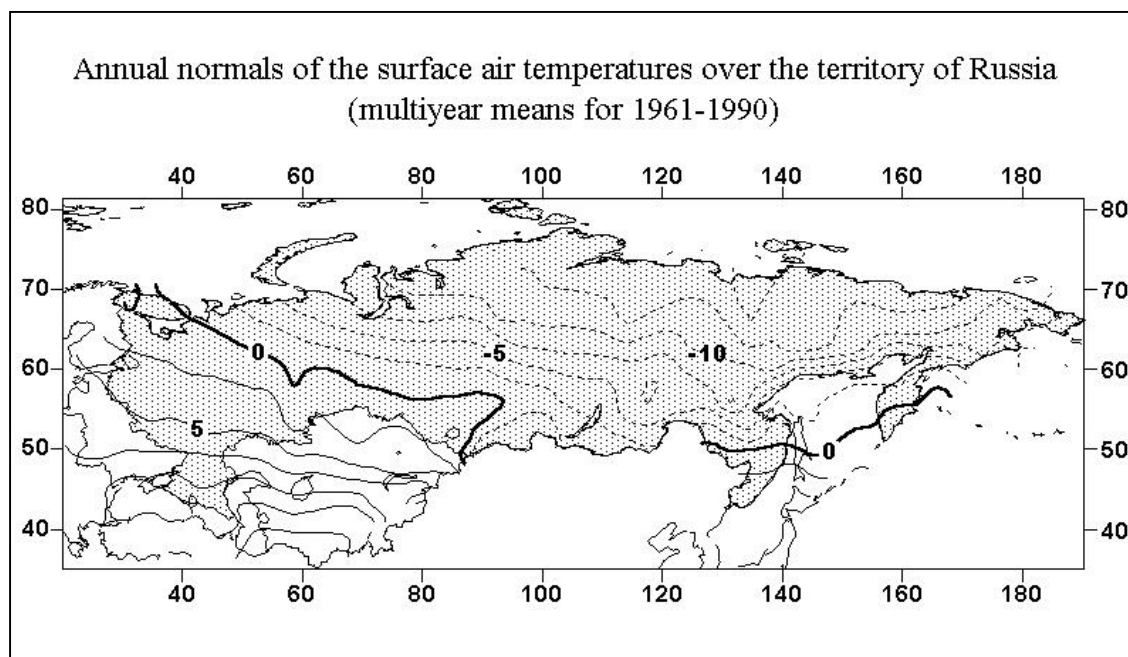 Annual normals of the surface air temperatures over the territory of Russia
(multiyear means for 1961-1990)
40 60 80 100 120 140 160 180
80 80
70 70
0
60 -5 -10 60
5
50 0 50
40 40
40 60 80 100 120 140 160 180